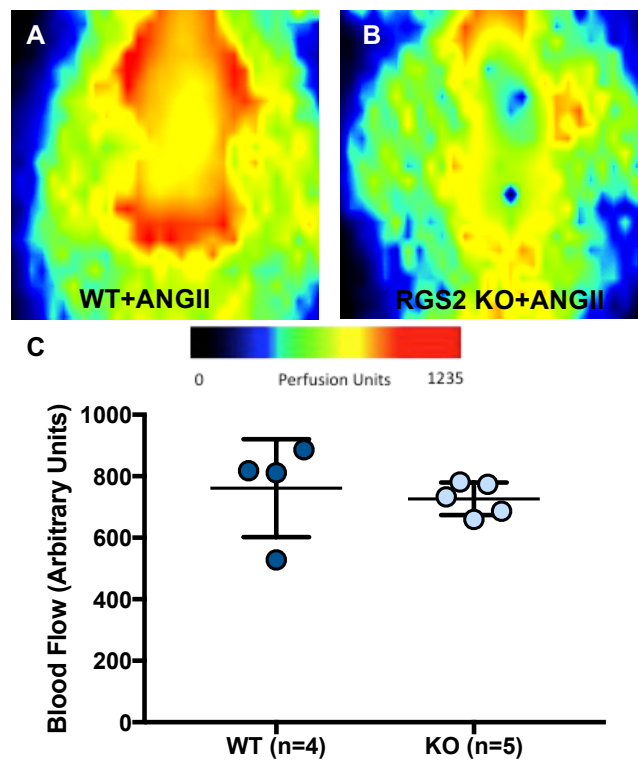 A
B
WT+ANGII
RGS2 KO+ANGII
C
0 Perfusion Units 1235
Blood Flow (Arbitrary Units)
1000
800
600
400
200
0
WT (n=4) KO (n=5)